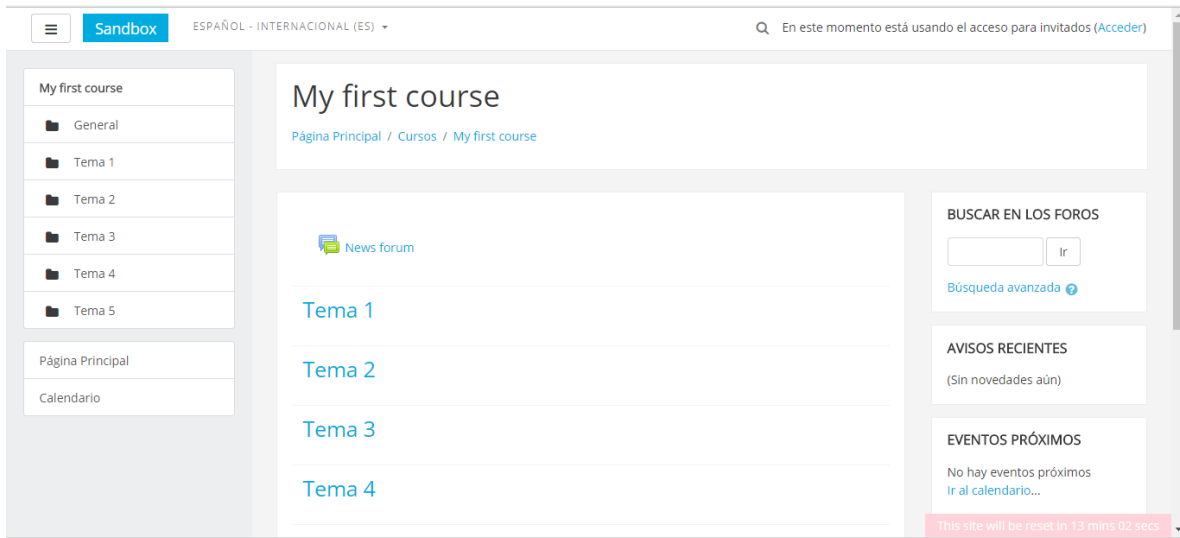 Sandbox
ESPAÑOL - INTERNACIONAL (ES)
En este momento está usando el acceso para invitados (Acceder)
My first course
General
Tema 1
Tema 2
Tema 3
Tema 4
Tema 5
Página Principal
Calendario
My first course
Página Principal / Cursos / My first course
News forum
Tema 1
Tema 2
Tema 3
Tema 4
BUSCAR EN LOS FOROS
Ir
Búsqueda avanzada
AVISOS RECIENTES
(Sin novedades aún)
EVENTOS PRÓXIMOS
No hay eventos próximos
Ir al calendario...
This site will be reset in 13 mins 02 secs